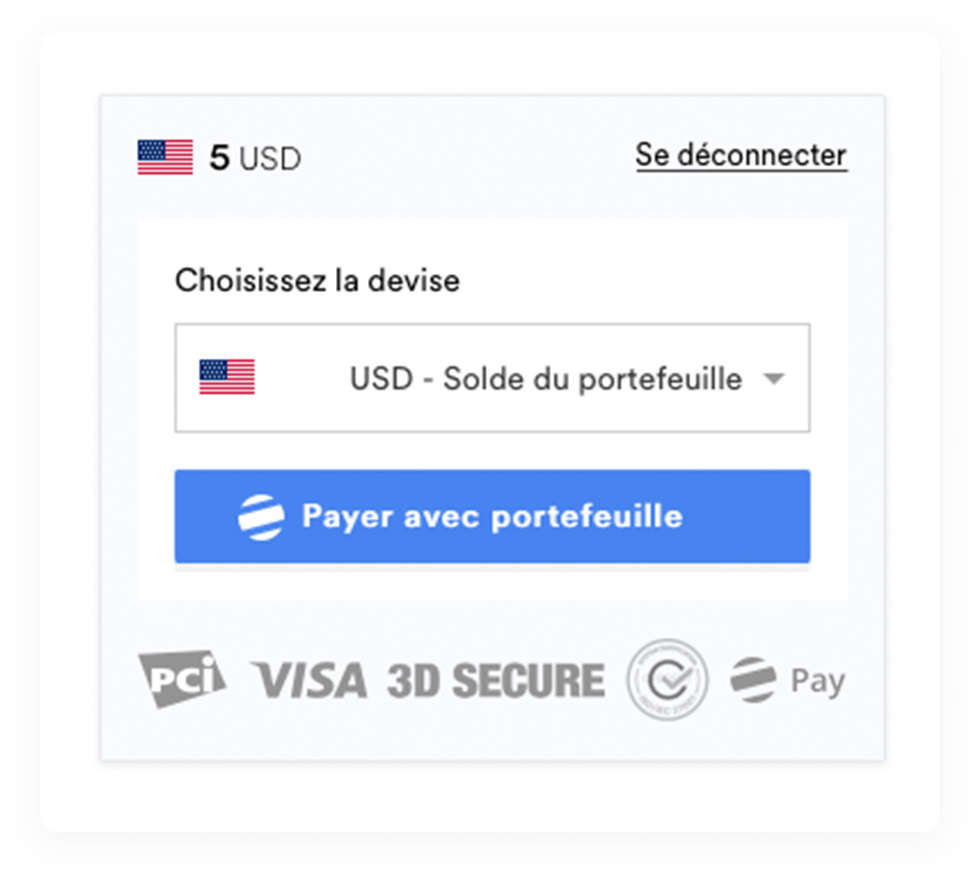 5 USD
Se déconnecter
Choisissez la devise
USD - Solde du portefeuille
Payer avec portefeuille
PCi VISA 3D SECURE Pay